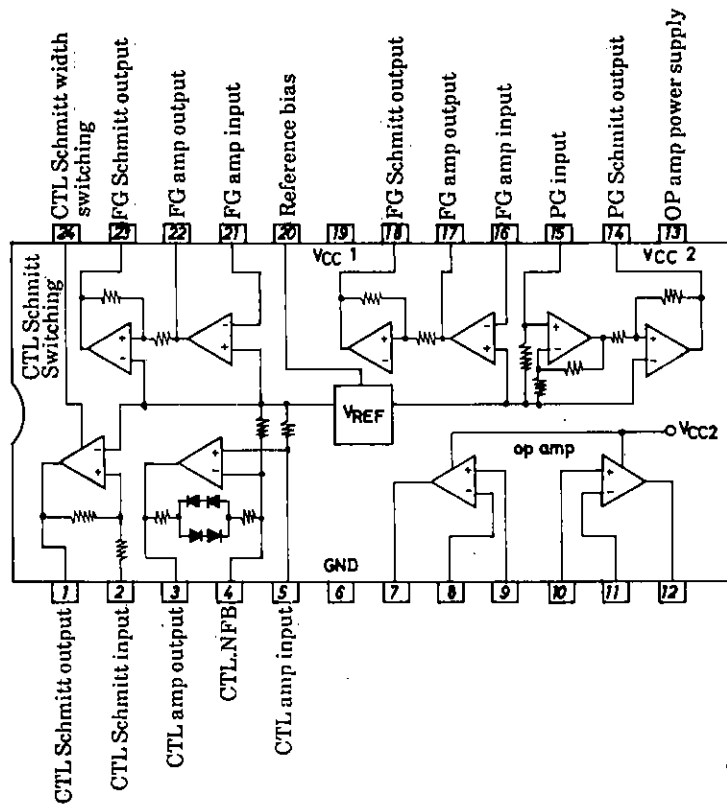 CTL Schmitt width
switching
FG Schmitt output
FG amp output
FG amp input
Reference bias
FG Schmitt output
FG amp output
FG amp input
PG input
PG Schmitt output
OP amp power supply
24
23
22
21
20
19
18
17
16
15
14
13
VCC 1
VCC 2
CTL Schmitt
Switching
-
+
-
+
-
+
-
+
+
-
+
-
VREF
-
+
+
-
op amp
VCC2
+
-
+
-
GND
1
2
3
4
5
6
7
8
9
10
11
12
CTL Schmitt output
CTL Schmitt input
CTL amp output
CTL.NFB
CTL amp input